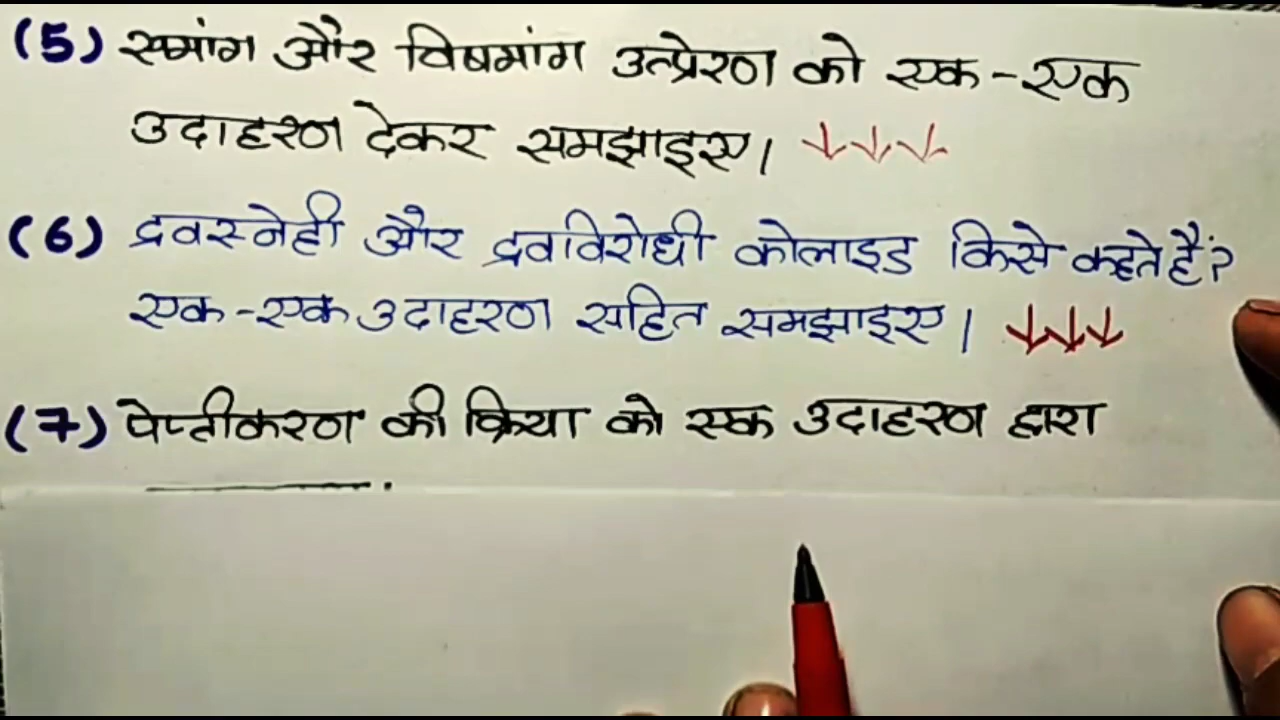 (5) समांग और विषमांग उत्प्रेरण को एक-एक
उदाहरण देकर समझाइए।
(6) द्रवस्नेही और द्रवविरोधी कोलाइड किसे कहते हैं?
एक-एक उदाहरण सहित समझाइए।
(7) पेप्टीकरण की क्रिया को एक उदाहरण द्वारा